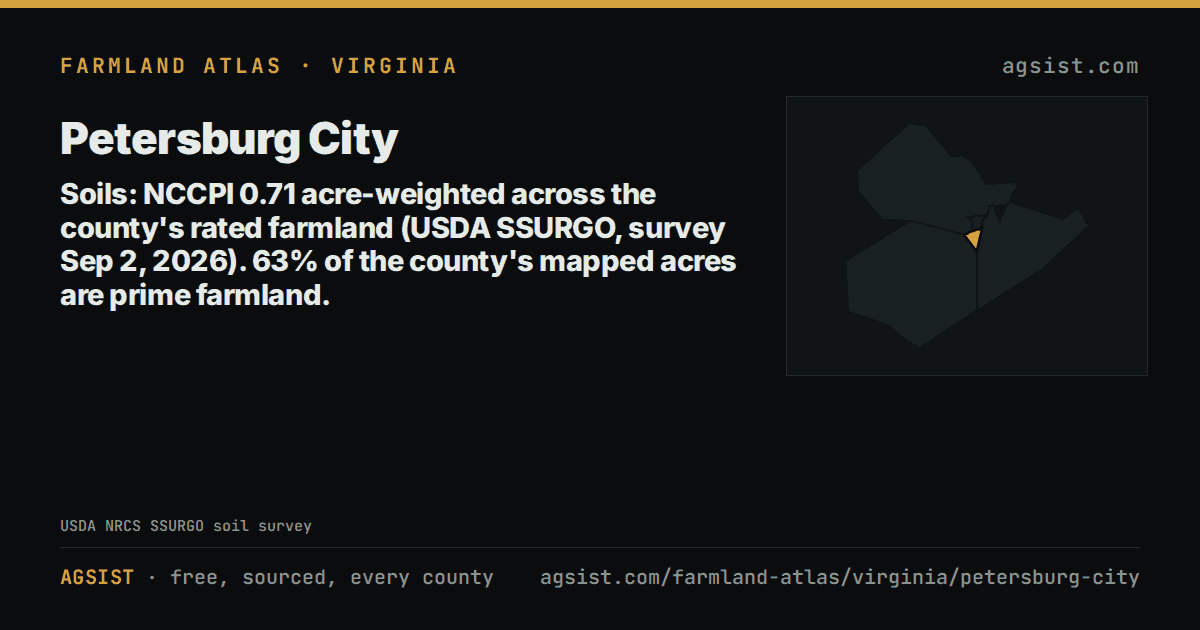 FARMLAND ATLAS · VIRGINIA
agsist.com
Petersburg City
Soils: NCCPI 0.71 acre-weighted across the
county's rated farmland (USDA SSURGO, survey
Sep 2, 2026). 63% of the county's mapped acres
are prime farmland.
USDA NRCS SSURGO soil survey
AGSIST · free, sourced, every county
agsist.com/farmland-atlas/virginia/petersburg-city